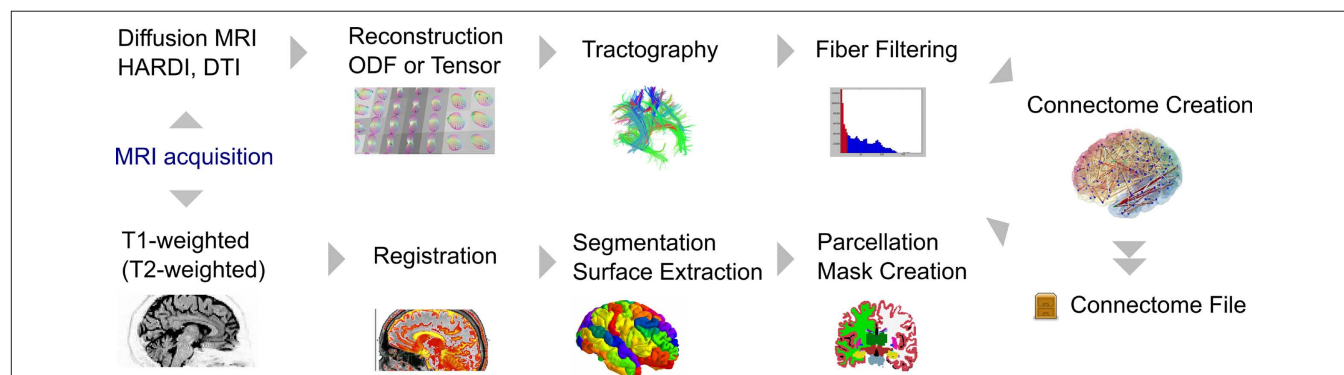 Diffusion MRI
HARDI, DTI
Reconstruction
ODF or Tensor
Tractography
Fiber Filtering
Connectome Creation
MRI acquisition
T1-weighted
(T2-weighted)
Registration
Segmentation
Surface Extraction
Parcellation
Mask Creation
Connectome File